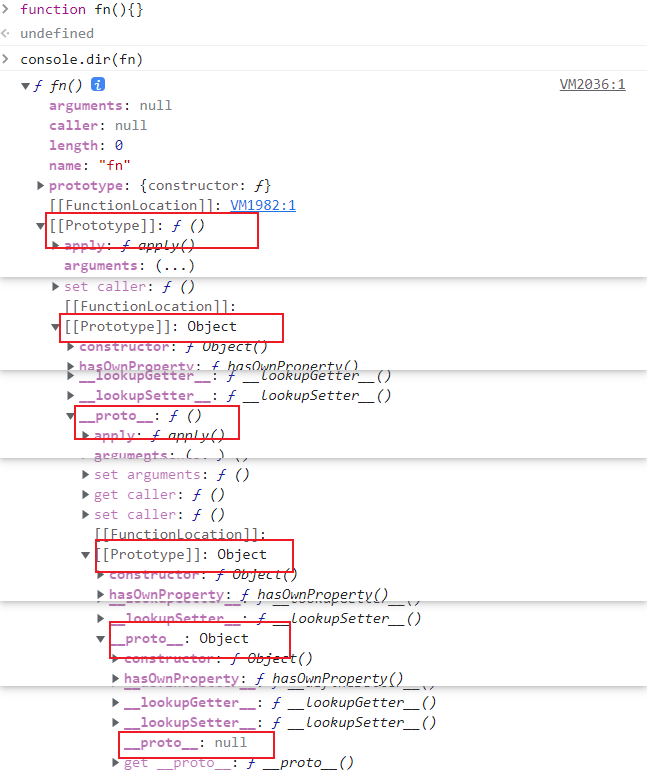 > function fn(){}
undefined
> console.dir(fn)
ƒ fn() i VM2036:1
arguments: null
caller: null
length: 0
name: "fn"
prototype: {constructor: ƒ}
[[FunctionLocation]]: VM1982:1
[[Prototype]]: ƒ ()
apply: ƒ apply()
arguments: (...)
set caller: ƒ ()
[[FunctionLocation]]:
[[Prototype]]: Object
constructor: ƒ Object()
hasOwnProperty: ƒ hasOwnProperty()
__lookupGetter__: ƒ __lookupGetter__()
__lookupSetter__: ƒ __lookupSetter__()
__proto__: ƒ ()
apply: ƒ apply()
arguments: (...)
set arguments: ƒ ()
get caller: ƒ ()
set caller: ƒ ()
[[FunctionLocation]]:
[[Prototype]]: Object
constructor: ƒ Object()
hasOwnProperty: ƒ hasOwnProperty()
__lookupSetter__: ƒ __lookupSetter__()
__proto__: Object
constructor: ƒ Object()
hasOwnProperty: ƒ hasOwnProperty()
__lookupGetter__: ƒ __lookupGetter__()
__lookupSetter__: ƒ __lookupSetter__()
__proto__: null
get __proto__: ƒ __proto__()